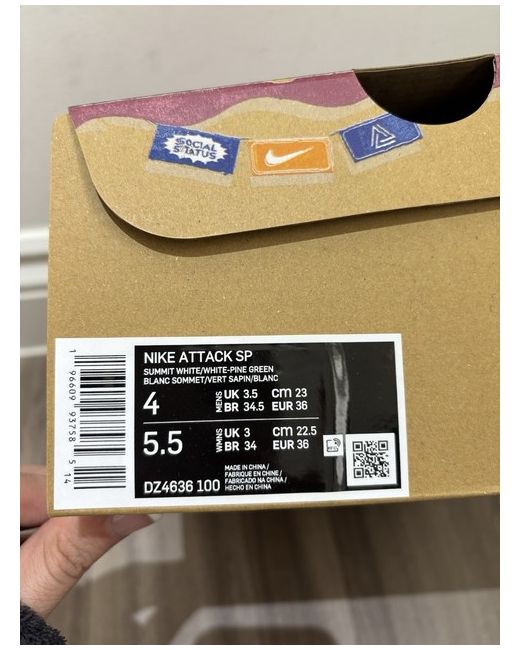 SOCIAL
STATUS
NIKE ATTACK SP
SUMMIT WHITE/WHITE-PINE GREEN
BLANC SOMMET/VERT SAPIN/BLANC
4 MENS UK 3.5 CM 23
BR 34.5 EUR 36
5.5 WMNS UK 3 CM 22.5
BR 34 EUR 36
DZ4636 100
MADE IN CHINA /
FABRIQUE EN CHINE /
FABRICADO NA CHINA /
HECHO EN CHINA
1 96609 93758 5 14